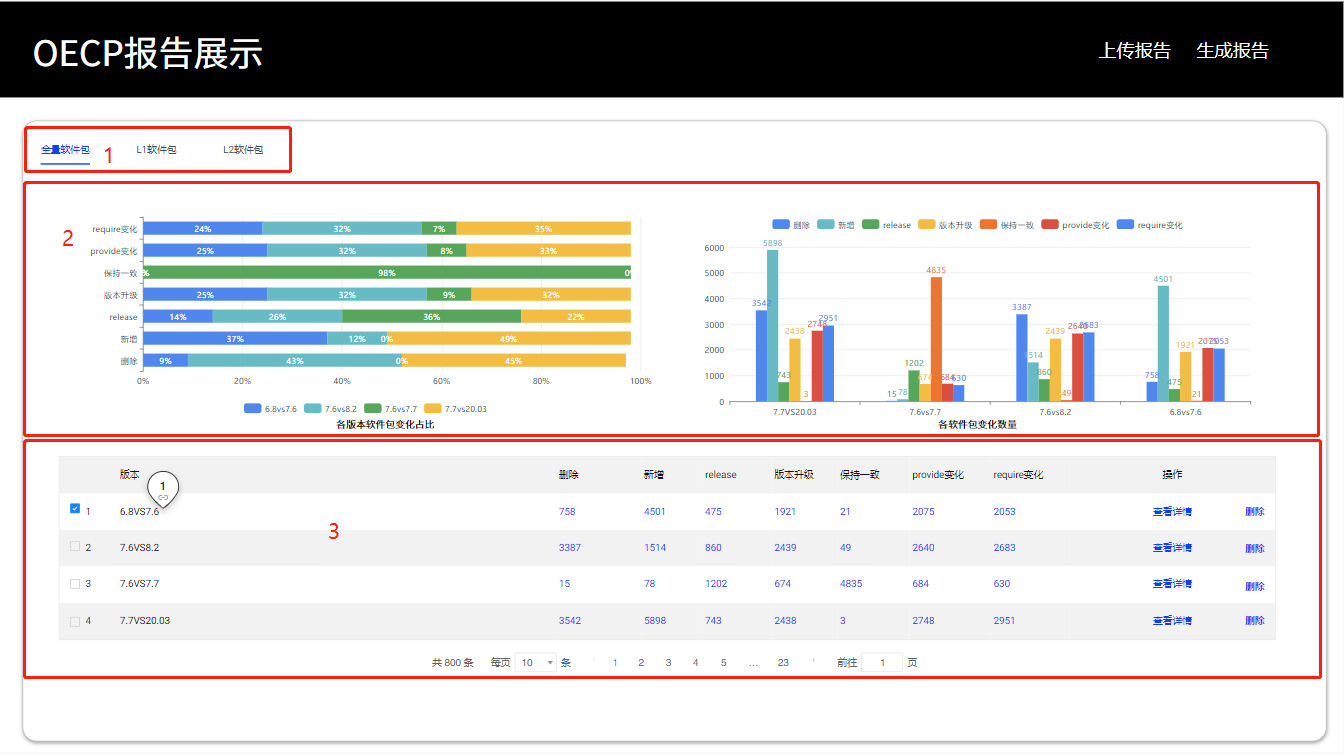 OECP报告展示
上传报告 生成报告
全量软件包 1 L1软件包 L2软件包
2
require变化 24% 32% 7% 35%
provide变化 25% 32% 8% 33%
保持一致 % 98% 0%
版本升级 25% 32% 9% 32%
release 14% 26% 36% 22%
新增 37% 12% 0% 49%
删除 9% 43% 0% 45%
0% 20% 40% 60% 80% 100%
6.8vs7.6 7.6vs8.2 7.6vs7.7 7.7vs20.03
各版本软件包变化占比
删除 新增 release 版本升级 保持一致 provide变化 require变化
6000
5000
4000
3000
2000
1000
0
3542 5898 743 2438 3 2748 2951
15 78 1202 674 4835 684 630
3387 1514 860 2439 49 2640 2683
758 4501 475 1921 21 2075 2053
7.7VS20.03 7.6vs7.7 7.6vs8.2 6.8vs7.6
各软件包变化数量
版本 删除 新增 release 版本升级 保持一致 provide变化 require变化 操作
1
3
1 6.8VS7.6 758 4501 475 1921 21 2075 2053 查看详情 删除
2 7.6VS8.2 3387 1514 860 2439 49 2640 2683 查看详情 删除
3 7.6VS7.7 15 78 1202 674 4835 684 630 查看详情 删除
4 7.7VS20.03 3542 5898 743 2438 3 2748 2951 查看详情 删除
共 800 条 每页 10 条 1 2 3 4 5 ... 23 前往 1 页